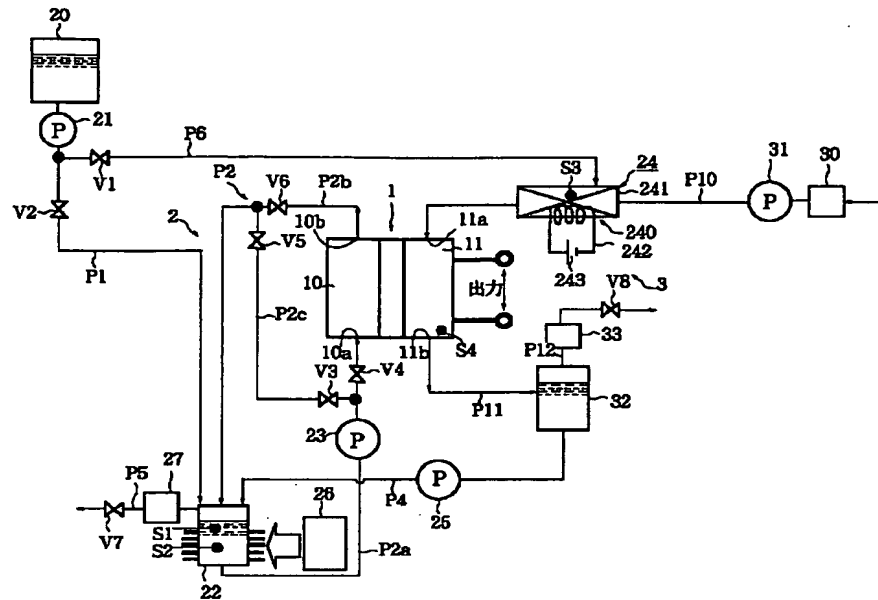 20
P
21
P6
V1
V2
P1
2
P2
V6
P2b
V5
P2c
10b
1
11a
11
10
10a
11b
S4
出力
S3
24
241
240
242
243
P10
31
P
30
3
V8
33
P12
32
P11
V3
V4
23
P
P4
P
25
P5
27
V7
S1
S2
22
26
P2a